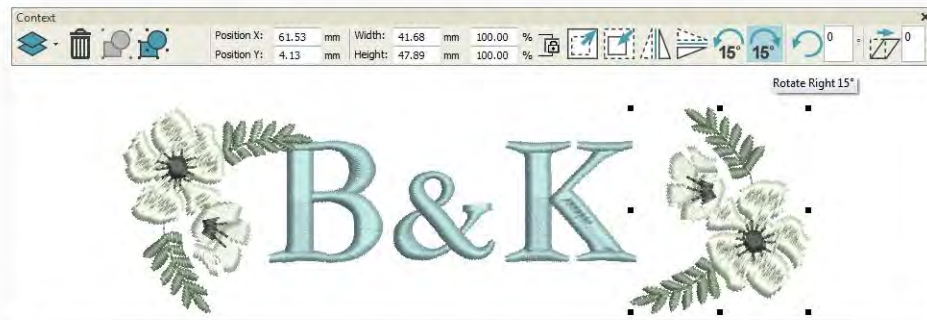 Context
Position X: 61.53 mm Width: 41.68 mm 100.00 % 15° 15° 0 °  0
Position Y: 4.13 mm Height: 47.89 mm 100.00 %
Rotate Right 15°
B&K